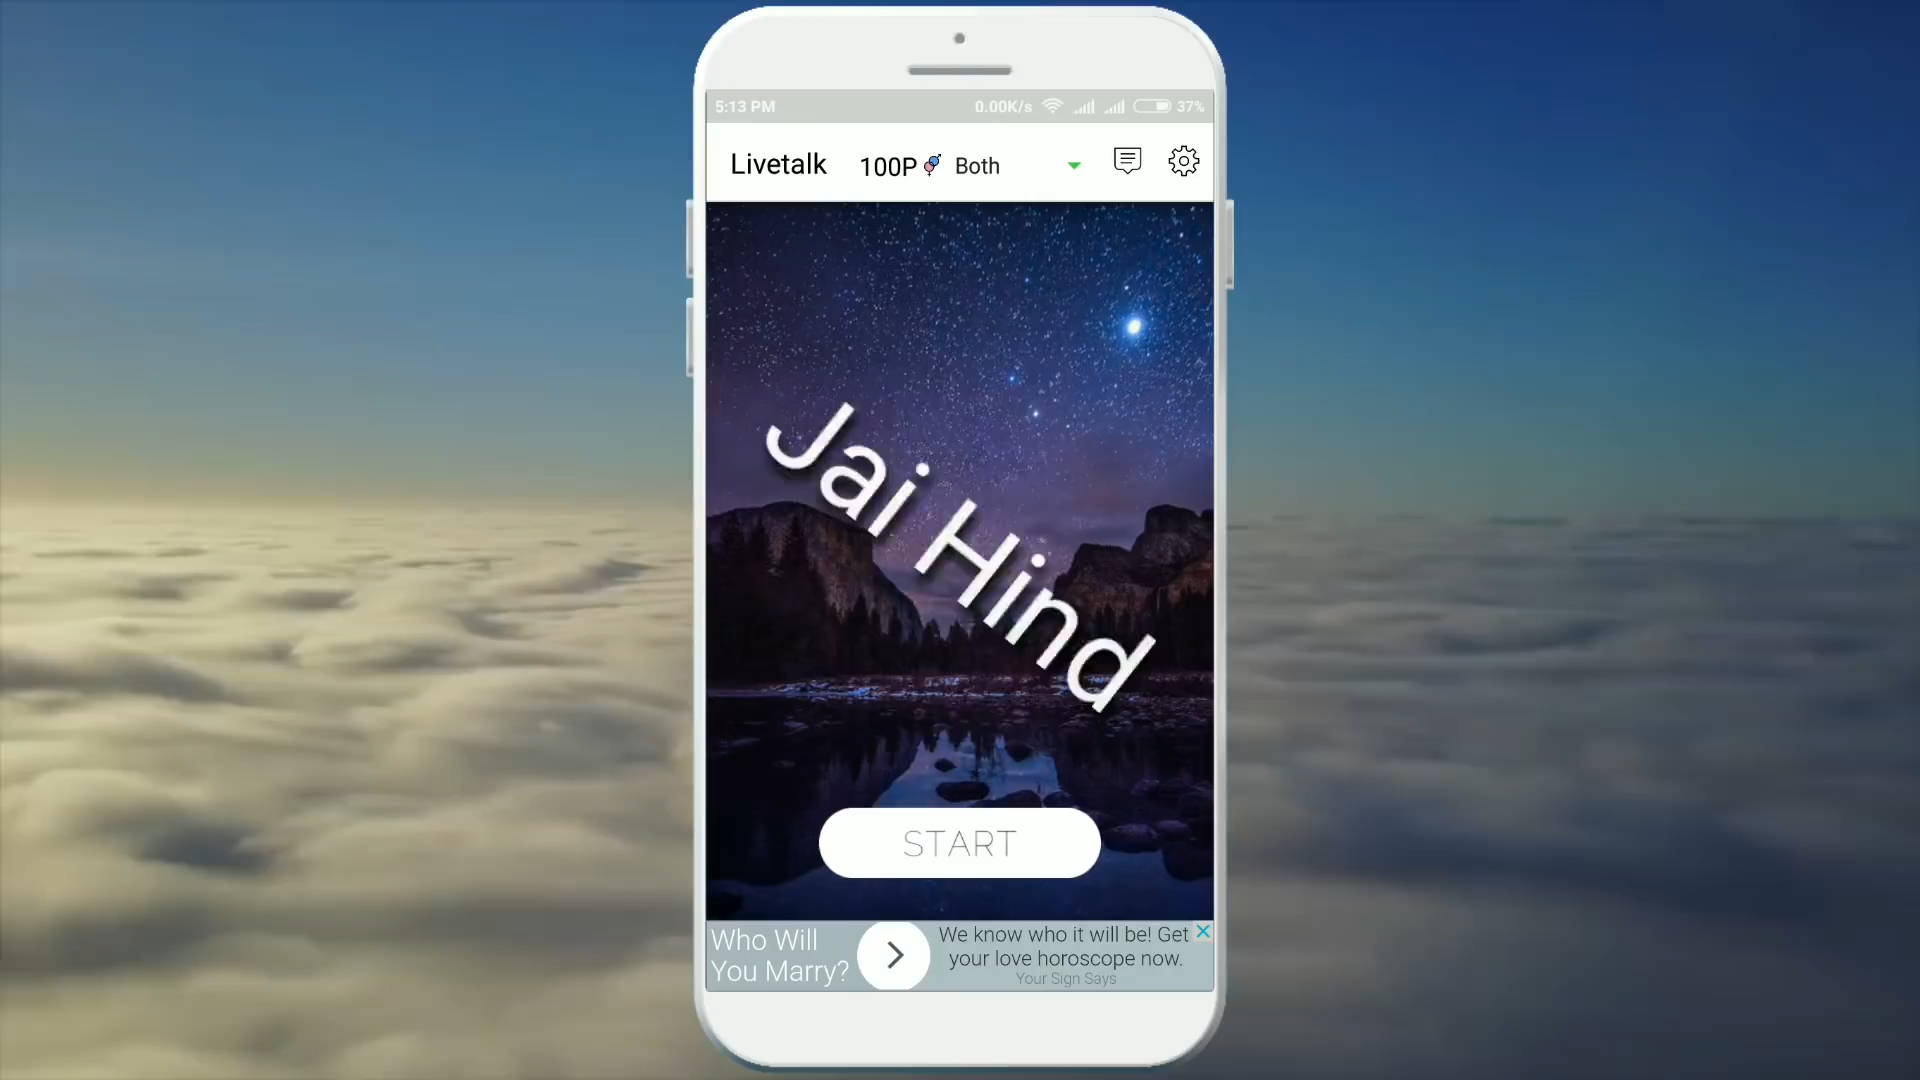 5:13 PM 0.00K/s 37%
Livetalk 100P Both
Jai Hind
START
Who Will
You Marry?
We know who it will be! Get
your love horoscope now.
Your Sign Says